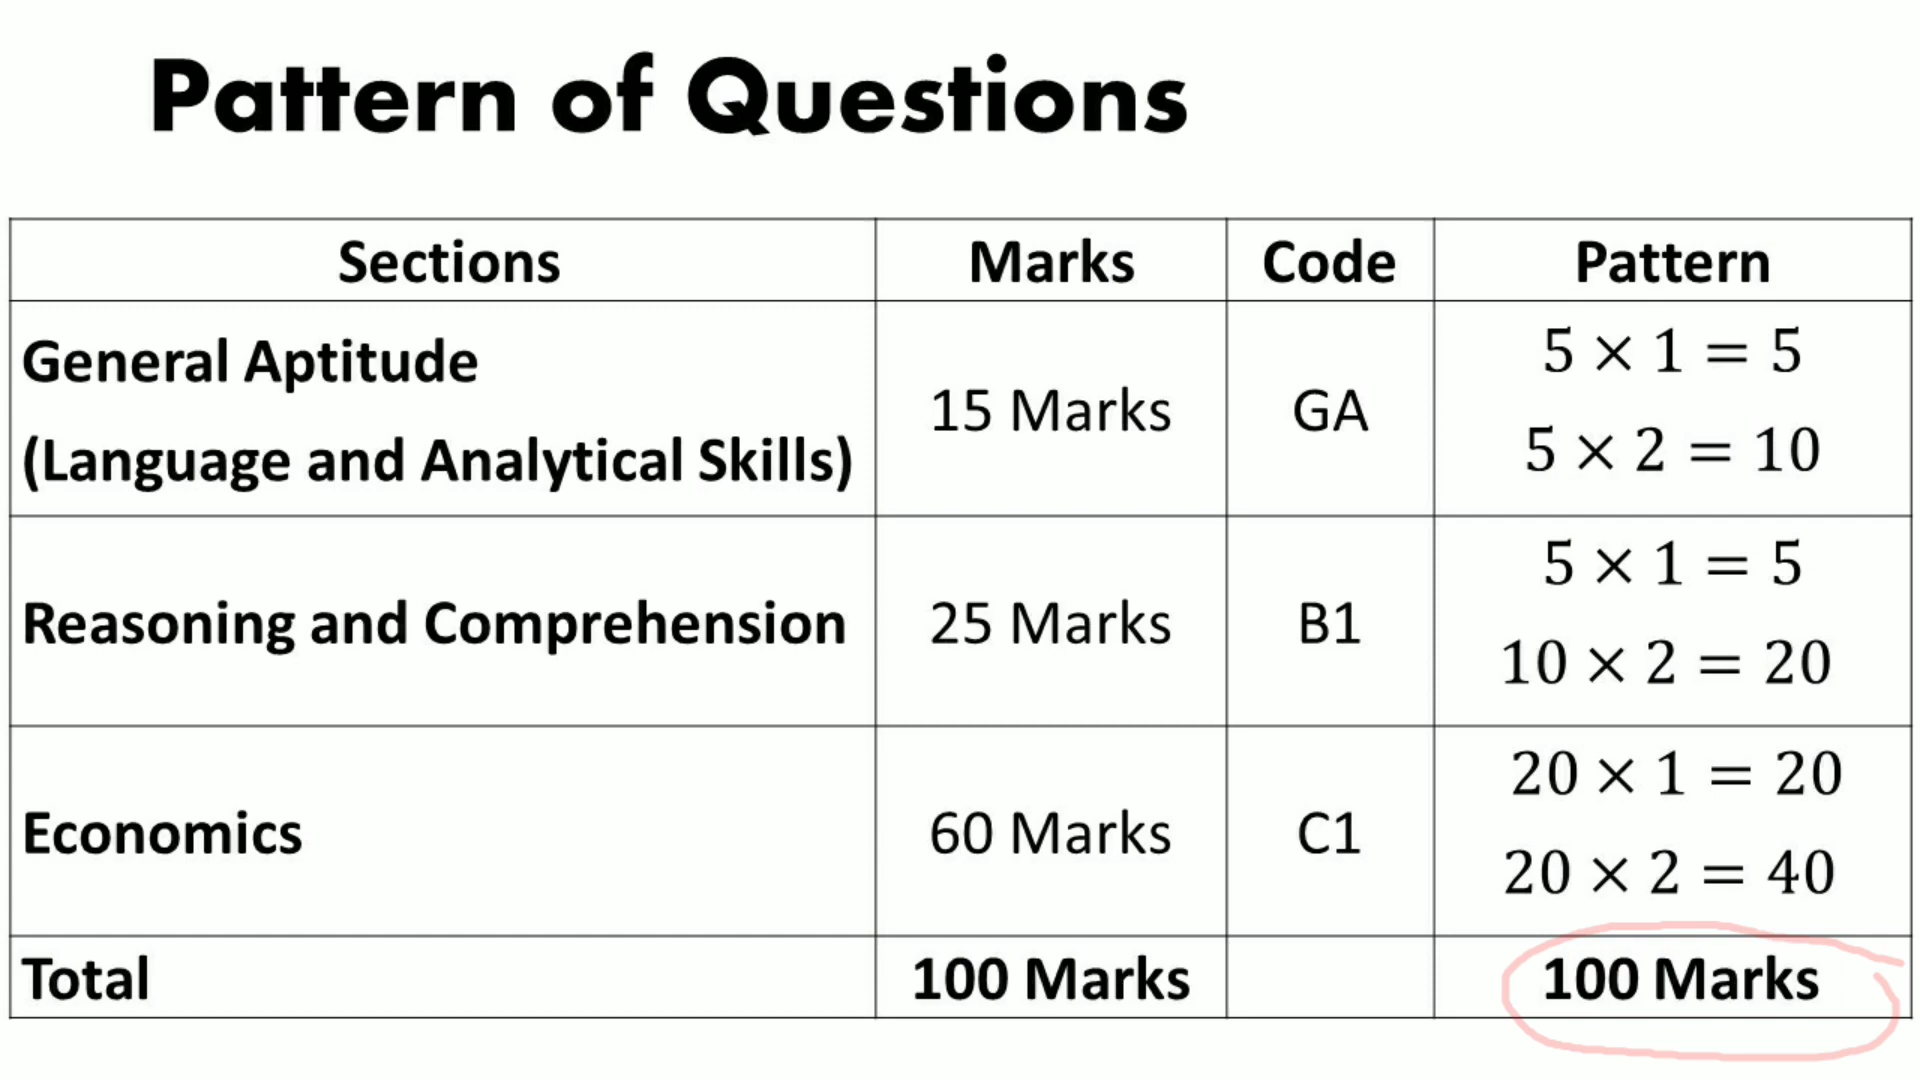 Pattern of Questions
Sections Marks Code Pattern
General Aptitude
(Language and Analytical Skills)
15 Marks
GA
5 × 1 = 5
5 × 2 = 10
Reasoning and Comprehension
25 Marks
B1
5 × 1 = 5
10 × 2 = 20
Economics
60 Marks
C1
20 × 1 = 20
20 × 2 = 40
Total 100 Marks 100 Marks